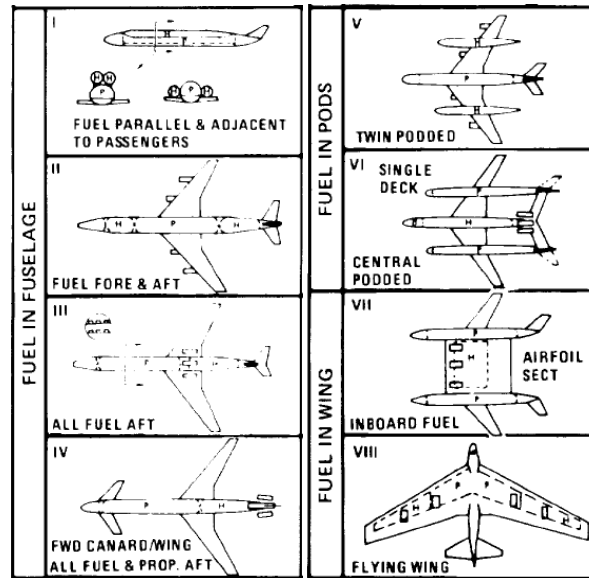 FUEL IN FUSELAGE
I
H
H H
P
H P H
FUEL PARALLEL & ADJACENT
TO PASSENGERS
II
H P H
FUEL FORE & AFT
III
P
ALL FUEL AFT
IV
P H
FWD CANARD/WING
ALL FUEL & PROP. AFT
FUEL IN PODS
V
H
P
H
TWIN PODDED
VI
SINGLE
DECK
P
H
P
CENTRAL
PODDED
FUEL IN WING
VII
P
H
AIRFOIL
SECT
P
INBOARD FUEL
VIII
P P
H H
FLYING WING